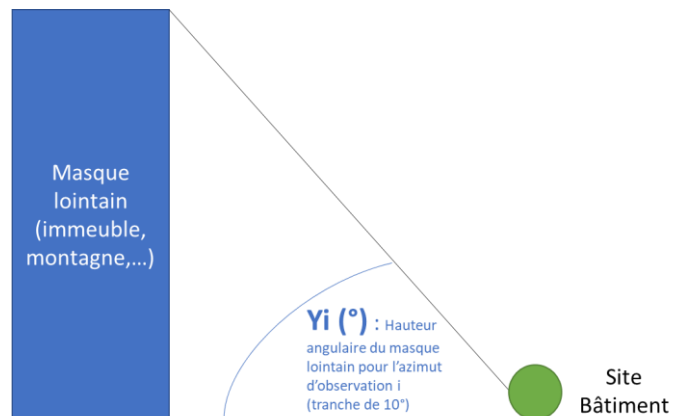 Masque
lointain
(immeuble,
montagne,...)
Yi (°) : Hauteur
angulaire du masque
lointain pour l'azimut
d'observation i
(tranche de 10°)
Site
Bâtiment